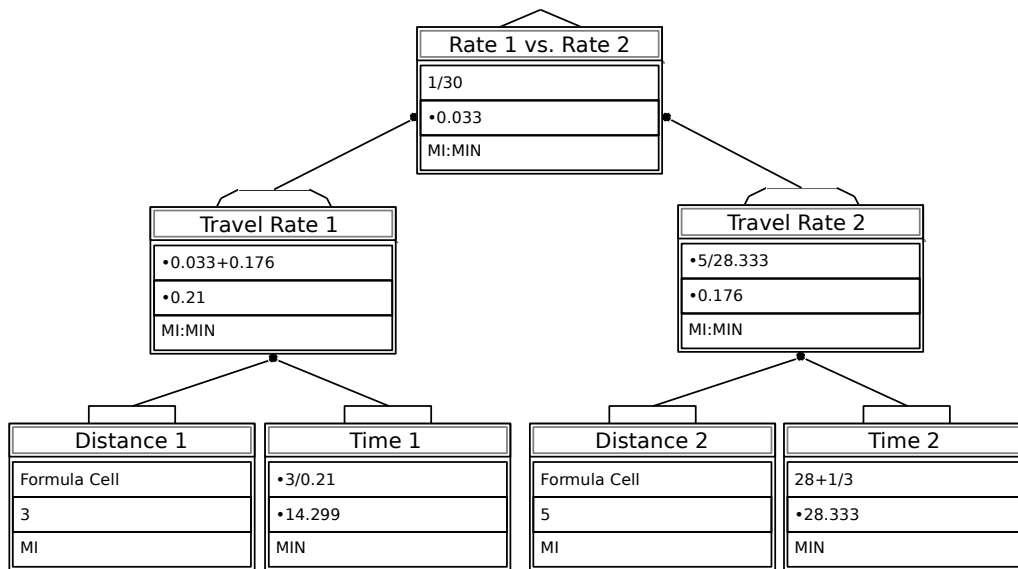 Rate 1 vs. Rate 2
1/30
•0.033
MI:MIN
Travel Rate 1
•0.033+0.176
•0.21
MI:MIN
Travel Rate 2
•5/28.333
•0.176
MI:MIN
Distance 1
Formula Cell
3
MI
Time 1
•3/0.21
•14.299
MIN
Distance 2
Formula Cell
5
MI
Time 2
28+1/3
•28.333
MIN